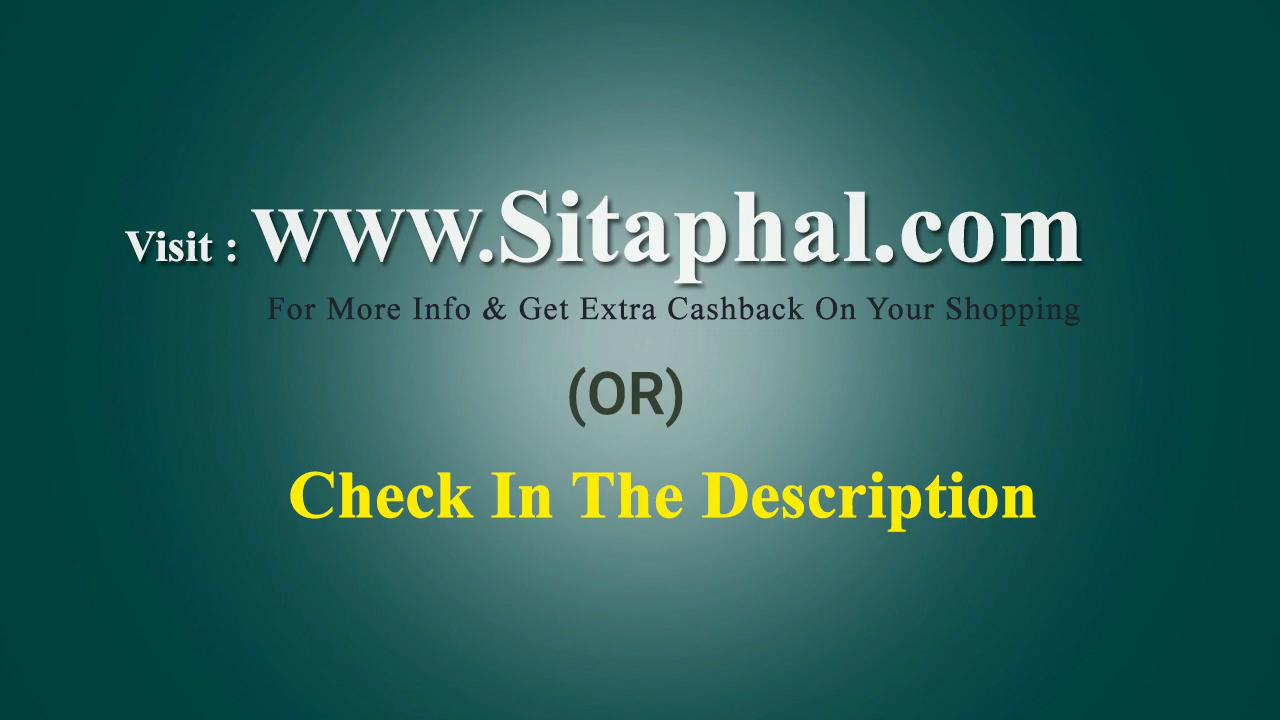 Visit : www.Sitaphal.com
For More Info & Get Extra Cashback On Your Shopping
(OR)
Check In The Description